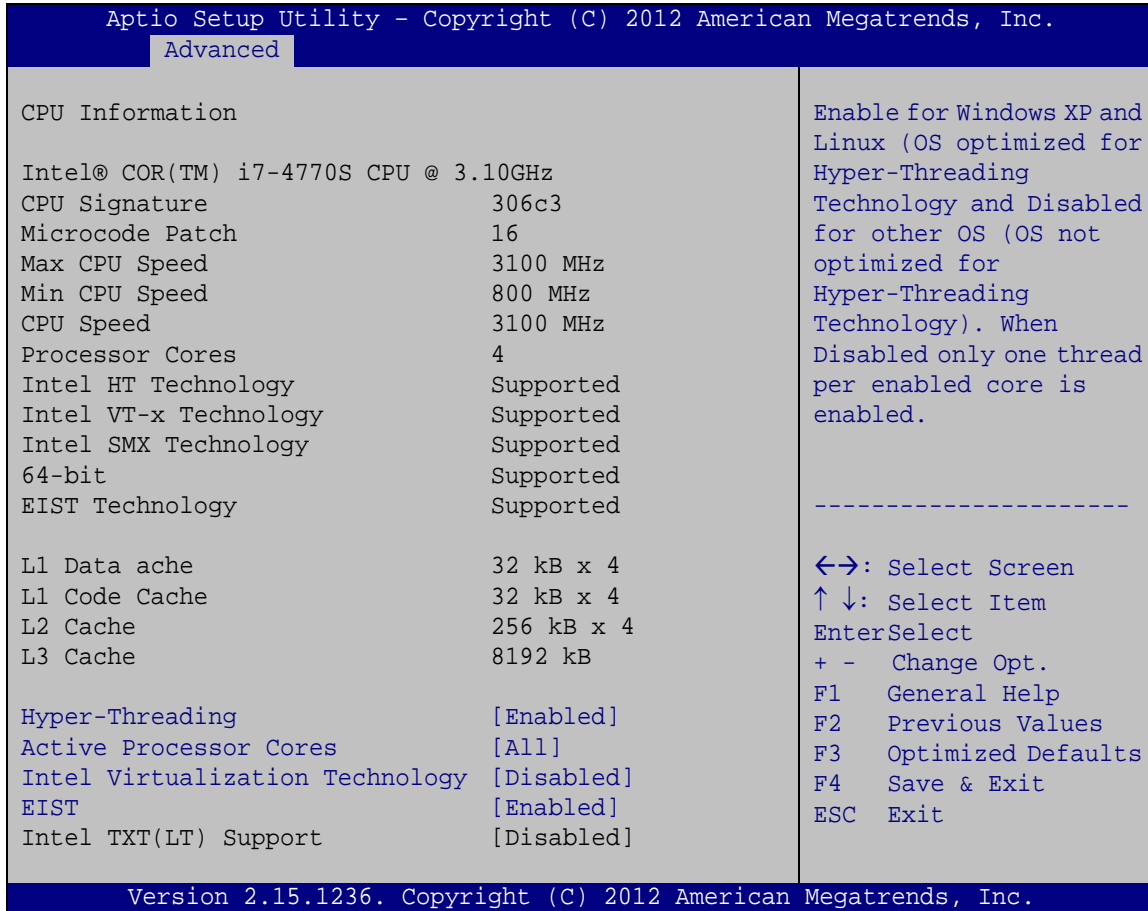 Aptio Setup Utility – Copyright (C) 2012 American Megatrends, Inc.
Advanced
CPU Information
Intel® COR(TM) i7-4770S CPU @ 3.10GHz
CPU Signature 306c3
Microcode Patch 16
Max CPU Speed 3100 MHz
Min CPU Speed 800 MHz
CPU Speed 3100 MHz
Processor Cores 4
Intel HT Technology Supported
Intel VT-x Technology Supported
Intel SMX Technology Supported
64-bit Supported
EIST Technology Supported
L1 Data ache 32 kB x 4
L1 Code Cache 32 kB x 4
L2 Cache 256 kB x 4
L3 Cache 8192 kB
Hyper-Threading [Enabled]
Active Processor Cores [All]
Intel Virtualization Technology [Disabled]
EIST [Enabled]
Intel TXT(LT) Support [Disabled]
Enable for Windows XP and
Linux (OS optimized for
Hyper-Threading
Technology and Disabled
for other OS (OS not
optimized for
Hyper-Threading
Technology). When
Disabled only one thread
per enabled core is
enabled.
----------------------
←→: Select Screen
↑ ↓: Select Item
EnterSelect
+ - Change Opt.
F1 General Help
F2 Previous Values
F3 Optimized Defaults
F4 Save & Exit
ESC Exit
Version 2.15.1236. Copyright (C) 2012 American Megatrends, Inc.